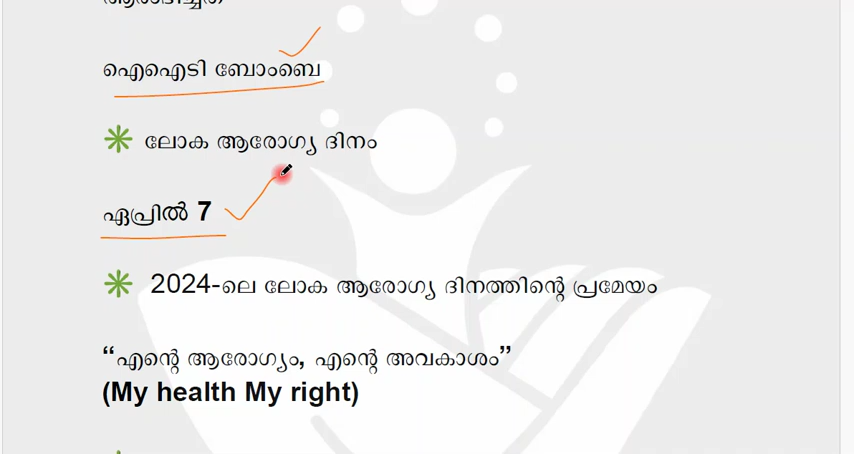 ഐഐടി ബോംബെ
✳ ലോക ആരോഗ്യ ദിനം
ഏപ്രിൽ 7
✳ 2024-ലെ ലോക ആരോഗ്യ ദിനത്തിന്റെ പ്രമേയം
“എന്റെ ആരോഗ്യം, എന്റെ അവകാശം”
(My health My right)